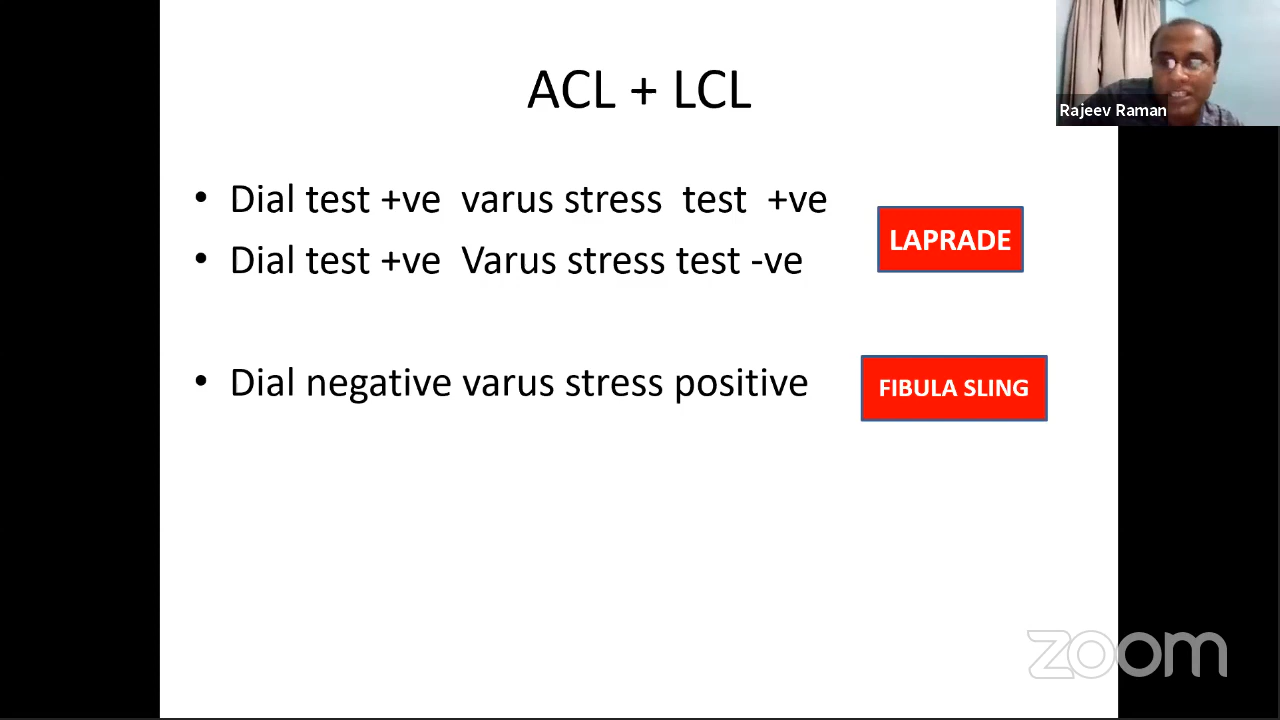 ACL + LCL
Rajeev Raman
• Dial test +ve varus stress test +ve
• Dial test +ve Varus stress test -ve
LAPRADE
• Dial negative varus stress positive
FIBULA SLING
zoom